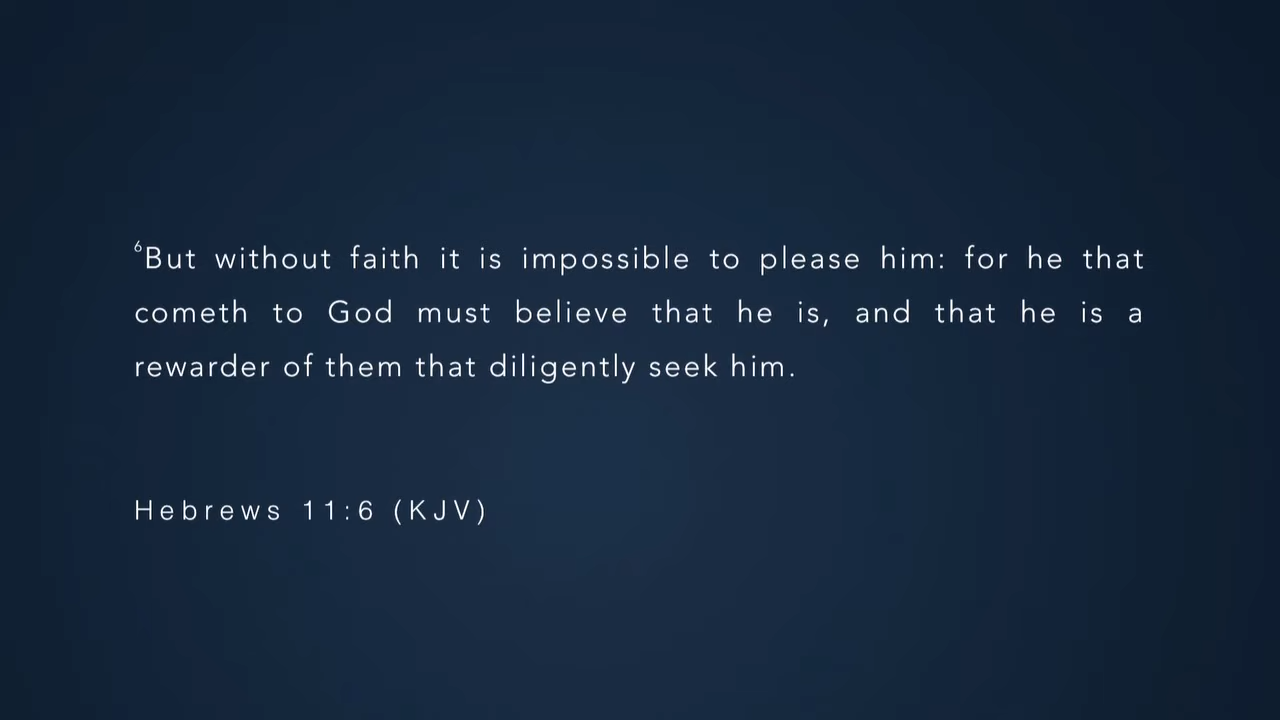 ⁶But without faith it is impossible to please him: for he that
cometh to God must believe that he is, and that he is a
rewarder of them that diligently seek him.
Hebrews 11:6 (KJV)